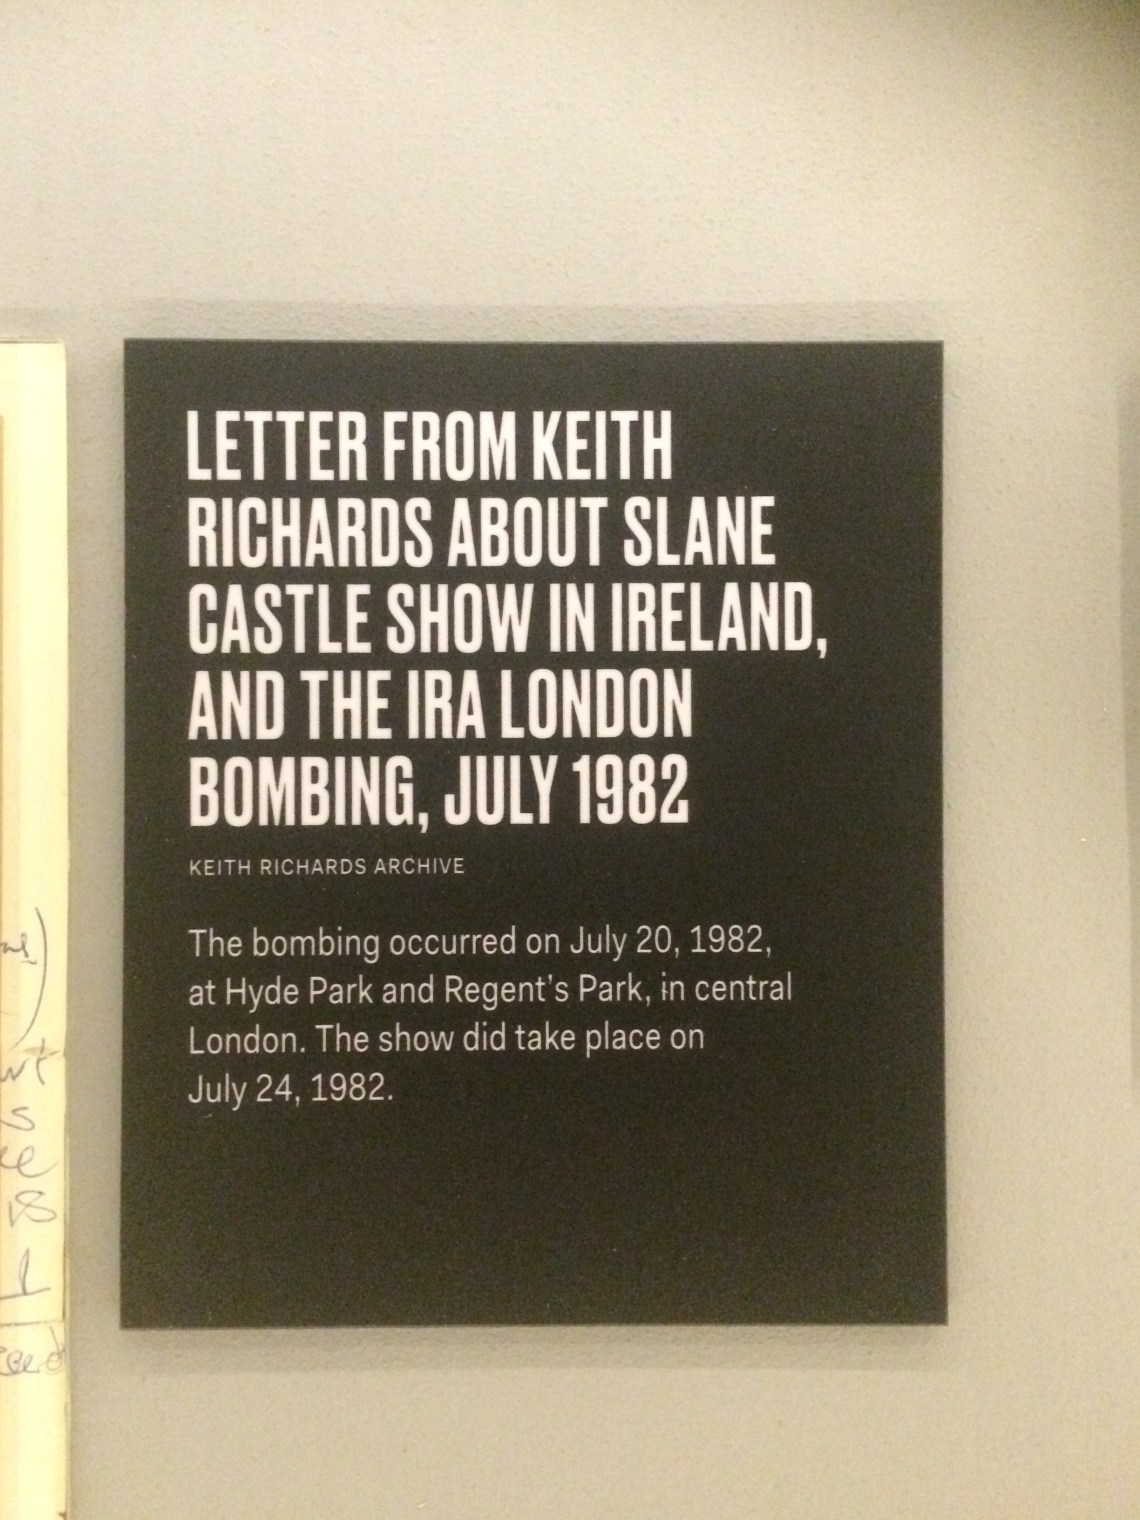 LETTER FROM KEITH
RICHARDS ABOUT SLANE
CASTLE SHOW IN IRELAND,
AND THE IRA LONDON
BOMBING, JULY 1982
KEITH RICHARDS ARCHIVE
The bombing occurred on July 20, 1982,
at Hyde Park and Regent's Park, in central
London. The show did take place on
July 24, 1982.